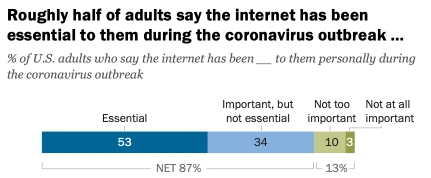 Roughly half of adults say the internet has been
essential to them during the coronavirus outbreak ...
% of U.S. adults who say the internet has been __ to them personally during
the coronavirus outbreak
Essential
Important, but
not essential
Not too
important
Not at all
important
53
34
10
3
NET 87%
13%